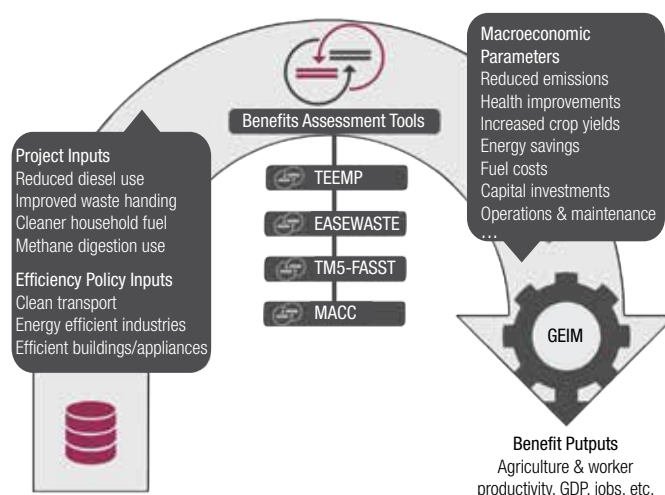 Project Inputs
Reduced diesel use
Improved waste handing
Cleaner household fuel
Methane digestion use
Efficiency Policy Inputs
Clean transport
Energy efficient industries
Efficient buildings/appliances
Benefits Assessment Tools
TEEMP
EASEWASTE
TM5-FASST
MACC
Macroeconomic
Parameters
Reduced emissions
Health improvements
Increased crop yields
Energy savings
Fuel costs
Capital investments
Operations & maintenance
...
GEIM
Benefit Putputs
Agriculture & worker
productivity, GDP, jobs, etc.